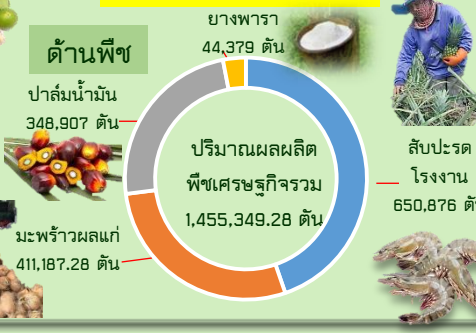 ยางพารา
44,379 ตัน
ด้านพืช
ปาล์มน้ำมัน
348,907 ตัน
ปริมาณผลผลิต
พืชเศรษฐกิจรวม
1,455,349.28 ตัน
สับปะรด
โรงงาน
650,876
มะพร้าวผลแก่
411,187.28 ตัน